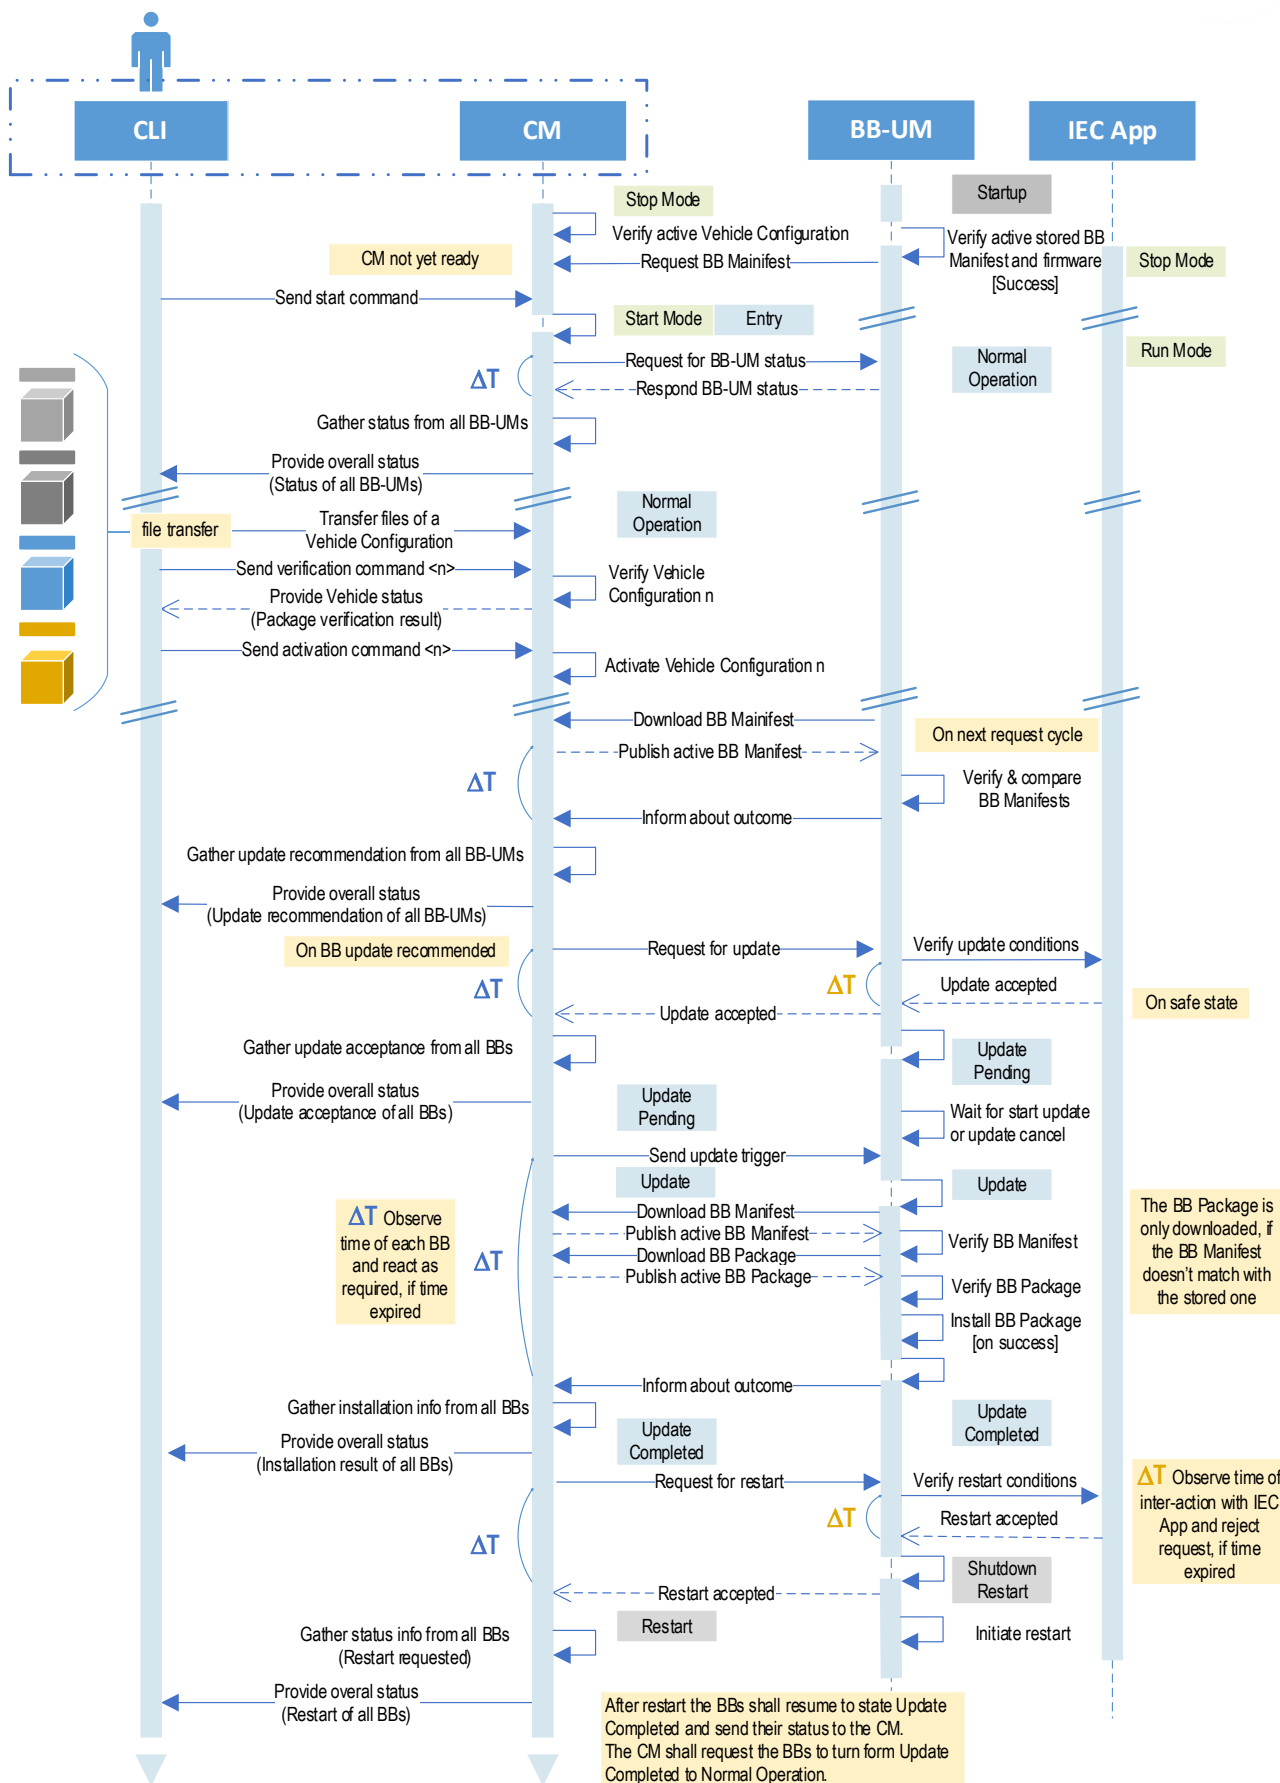 CLI
CM
BB-UM
IEC App
Stop Mode
Startup
Verify active Vehicle Configuration
Verify active stored BB
Manifest and firmware
[Success]
CM not yet ready
Request BB Mainifest
Stop Mode
Send start command
Start Mode
Entry
Run Mode
Request for BB-UM status
Normal
Operation
ΔT
Respond BB-UM status
Gather status from all BB-UMs
Provide overall status
(Status of all BB-UMs)
Normal
Operation
file transfer
Transfer files of a
Vehicle Configuration
Send verification command <n>
Verify Vehicle
Configuration n
Provide Vehicle status
(Package verification result)
Send activation command <n>
Activate Vehicle Configuration n
Download BB Mainifest
On next request cycle
Publish active BB Manifest
ΔT
Verify & compare
BB Manifests
Inform about outcome
Gather update recommendation from all BB-UMs
Provide overall status
(Update recommendation of all BB-UMs)
On BB update recommended
Request for update
Verify update conditions
ΔT
ΔT
Update accepted
On safe state
Update accepted
Gather update acceptance from all BBs
Update
Pending
Provide overall status
(Update acceptance of all BBs)
Update
Pending
Wait for start update
or update cancel
Send update trigger
Update
Update
ΔT Observe
time of each BB
and react as
required, if time
expired
ΔT
Download BB Manifest
Publish active BB Manifest
Verify BB Manifest
Download BB Package
Publish active BB Package
Verify BB Package
The BB Package is
only downloaded, if
the BB Manifest
doesn't match with
the stored one
Install BB Package
[on success]
Inform about outcome
Gather installation info from all BBs
Update
Completed
Update
Completed
Provide overall status
(Installation result of all BBs)
Request for restart
Verify restart conditions
ΔT
ΔT
Restart accepted
ΔT Observe time of
inter-action with IEC
App and reject
request, if time
expired
Shutdown
Restart
Restart accepted
Restart
Gather status info from all BBs
(Restart requested)
Initiate restart
Provide overal status
(Restart of all BBs)
After restart the BBs shall resume to state Update
Completed and send their status to the CM.
The CM shall request the BBs to turn form Update
Completed to Normal Operation.